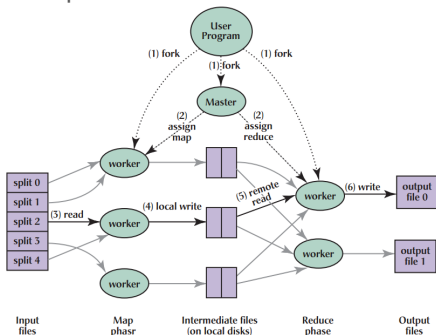 User
Program
(1) fork
(1) fork
(1) fork
Master
(2)
assign
map
(2)
assign
reduce
worker
split 0
split 1
split 2
split 3
split 4
(3) read
worker
(4) local write
(5) remote
read
worker
(6) write
output
file 0
worker
output
file 1
worker
Input
files
Map
phasr
Intermediate files
(on local disks)
Reduce
phase
Output
files